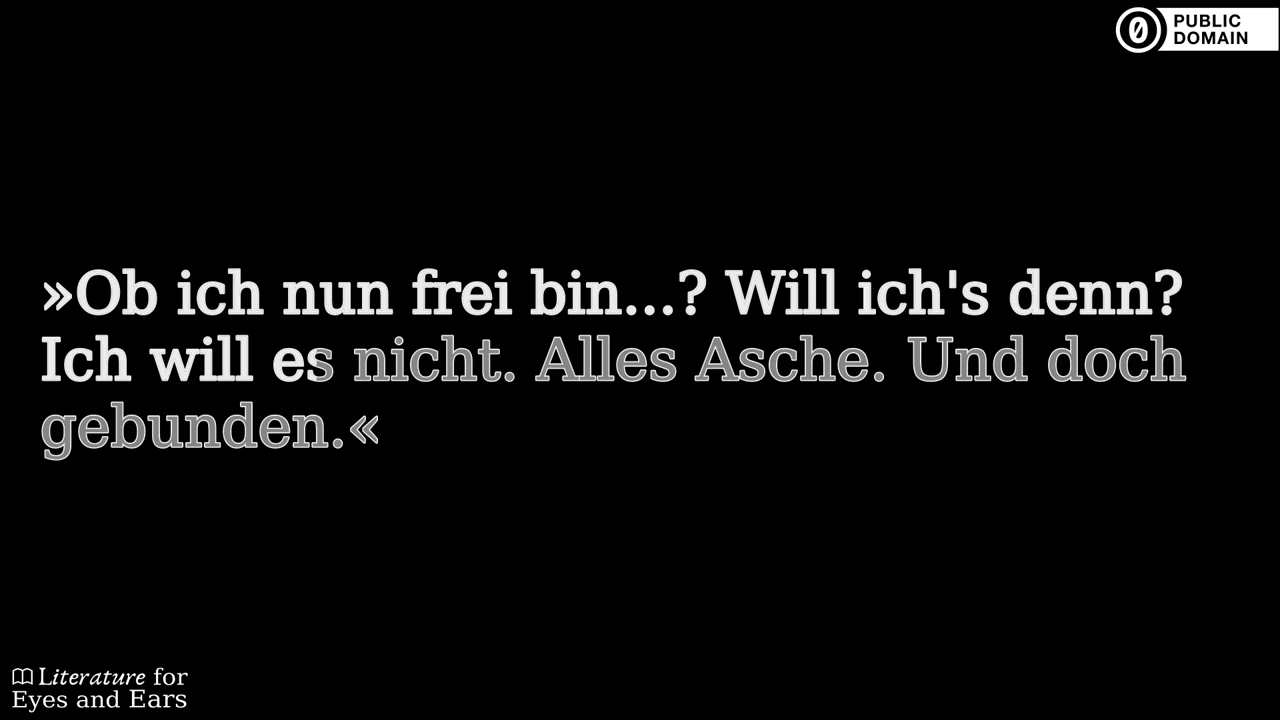 PUBLIC
DOMAIN
»Ob ich nun frei bin...? Will ich's denn?
Ich will es nicht. Alles Asche. Und doch
gebunden.«
Literature for
Eyes and Ears